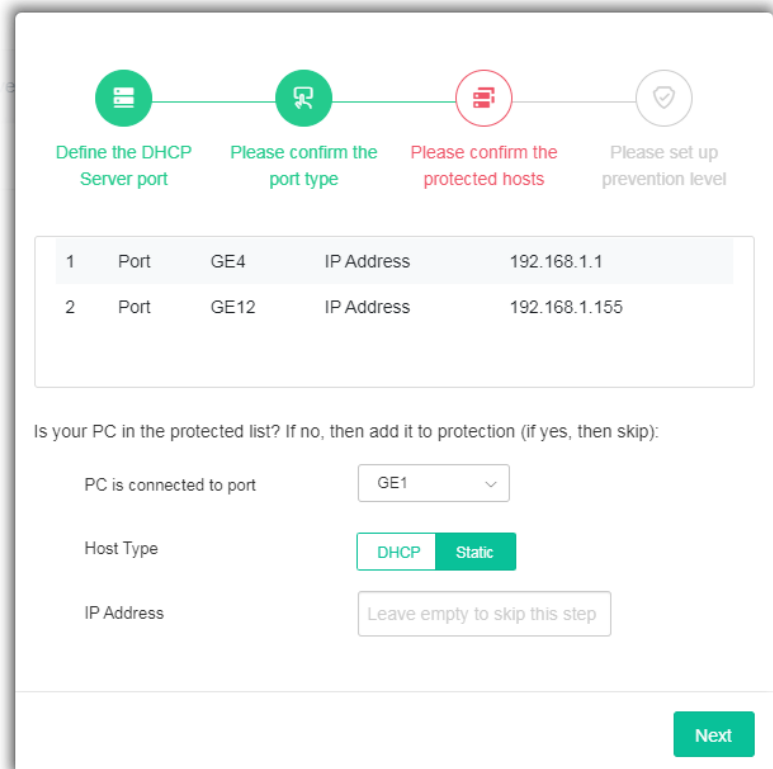 Define the DHCP
Server port
Please confirm the
port type
Please confirm the
protected hosts
Please set up
prevention level
1 Port GE4 IP Address 192.168.1.1
2 Port GE12 IP Address 192.168.1.155
Is your PC in the protected list? If no, then add it to protection (if yes, then skip):
PC is connected to port GE1
Host Type DHCP Static
IP Address Leave empty to skip this step
Next